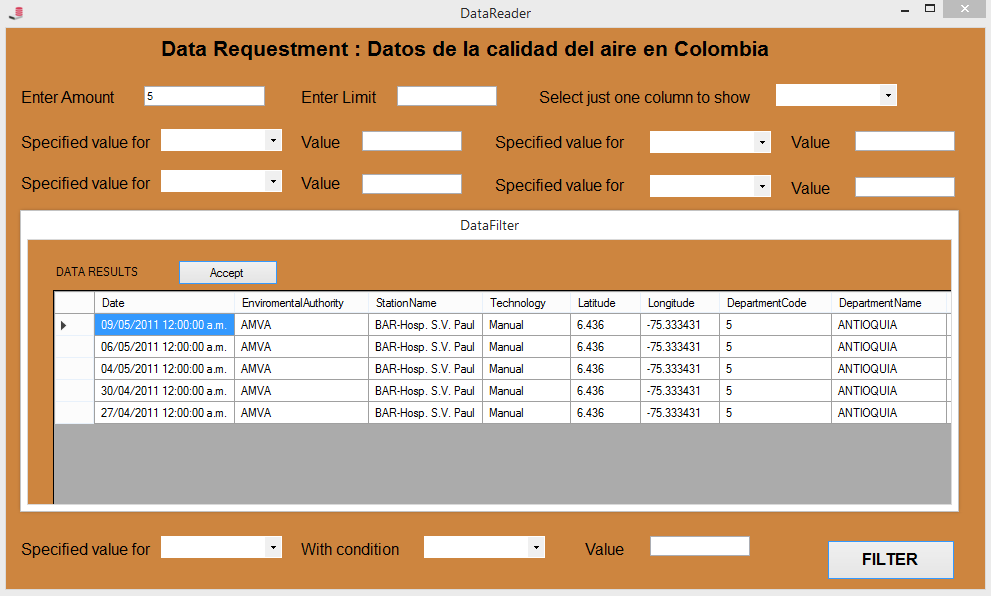 DataReader
Data Requestment : Datos de la calidad del aire en Colombia
Enter Amount 5 Enter Limit Select just one column to show
Specified value for Value Specified value for Value
Specified value for Value Specified value for Value
DataFilter
DATA RESULTS Accept
Date EnviromentalAuthority StationName Technology Latitude Longitude DepartmentCode DepartmentName
09/05/2011 12:00:00 a.m. AMVA BAR-Hosp. S.V. Paul Manual 6.436 -75.333431 5 ANTIOQUIA
06/05/2011 12:00:00 a.m. AMVA BAR-Hosp. S.V. Paul Manual 6.436 -75.333431 5 ANTIOQUIA
04/05/2011 12:00:00 a.m. AMVA BAR-Hosp. S.V. Paul Manual 6.436 -75.333431 5 ANTIOQUIA
30/04/2011 12:00:00 a.m. AMVA BAR-Hosp. S.V. Paul Manual 6.436 -75.333431 5 ANTIOQUIA
27/04/2011 12:00:00 a.m. AMVA BAR-Hosp. S.V. Paul Manual 6.436 -75.333431 5 ANTIOQUIA
Specified value for With condition Value
FILTER